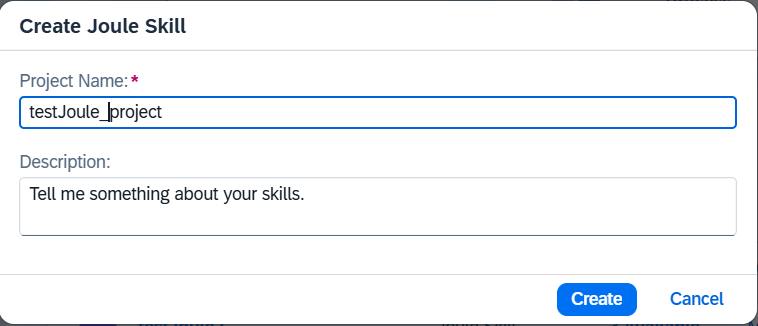 Create Joule Skill
Project Name:*
testJoule_project
Description:
Tell me something about your skills.
Create Cancel